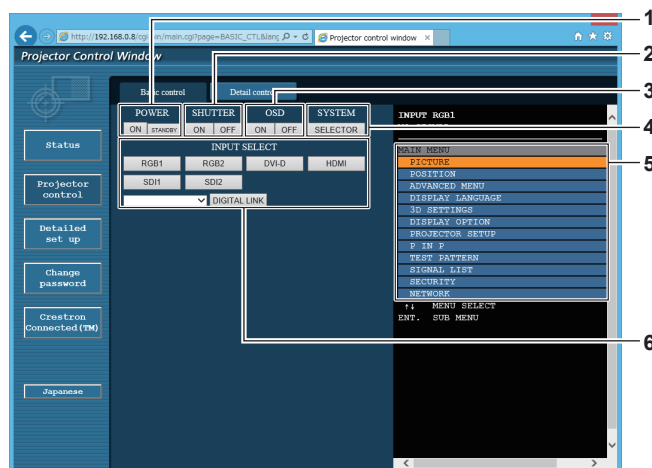 http://192.168.0.8/cgi-bin/main.cgi?page=BASIC_CTL&lang
Projector control window ×
Projector Control Window
Basic control
Detail control
POWER
SHUTTER
OSD
SYSTEM
ON STANDBY
ON OFF
ON OFF
SELECTOR
INPUT SELECT
RGB1
RGB2
DVI-D
HDMI
SDI1
SDI2
DIGITAL LINK
Status
Projector
control
Detailed
set up
Change
password
Crestron
Connected(TM)
Japanese
INPUT RGB1
MAIN MENU
PICTURE
POSITION
ADVANCED MENU
DISPLAY LANGUAGE
3D SETTINGS
DISPLAY OPTION
PROJECTOR SETUP
P IN P
TEST PATTERN
SIGNAL LIST
SECURITY
NETWORK
↑↓ MENU SELECT
ENT. SUB MENU
1
2
3
4
5
6